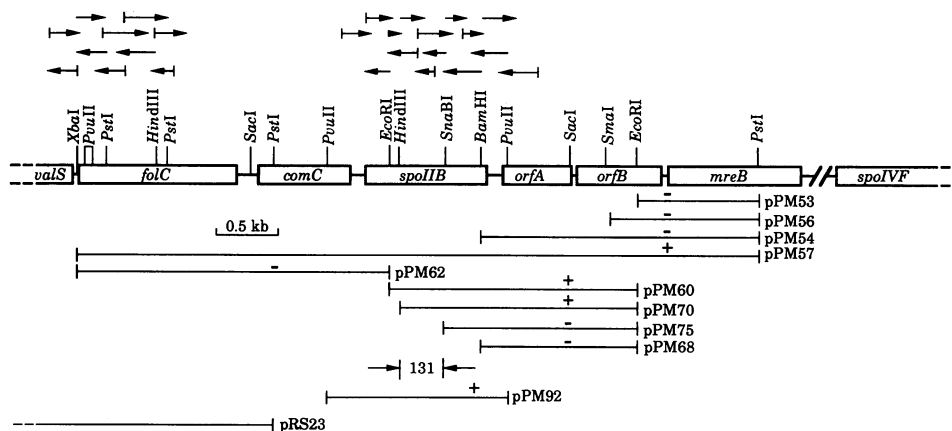 XbaI PvuII PstI HindIII PstI SacI PstI PvuII EcoRI HindIII SnaBI BamHI PvuII SacI SmaI EcoRI PstI
valS folC comC spoIIB orfA orfB mreB spoIVF
- pPM53
0.5 kb - pPM56
- pPM54
+ pPM57
- pPM62
+ pPM60
+ pPM70
- pPM75
- pPM68
131
+ pPM92
pRS23